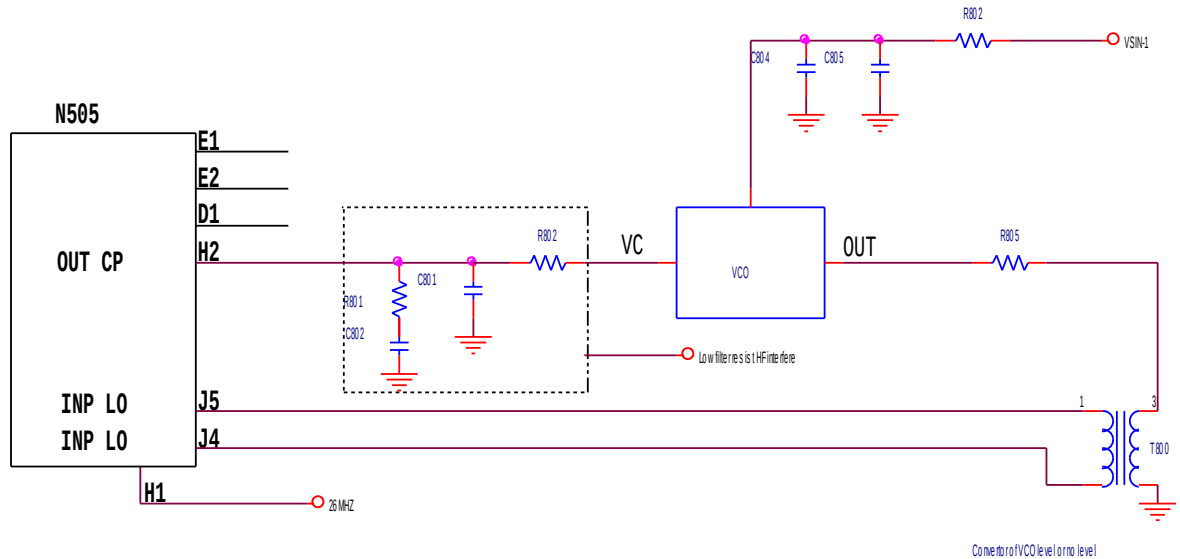 R802
VSIN-1
C804
C805
N505
E1
E2
D1
H2
OUT CP
R802
VC
OUT
R805
VCO
C801
R801
C802
Low filter resist HF interfere
INP LO
J5
1
3
INP LO
J4
T800
H1
26 MHZ
Convertor of VCO level or no level